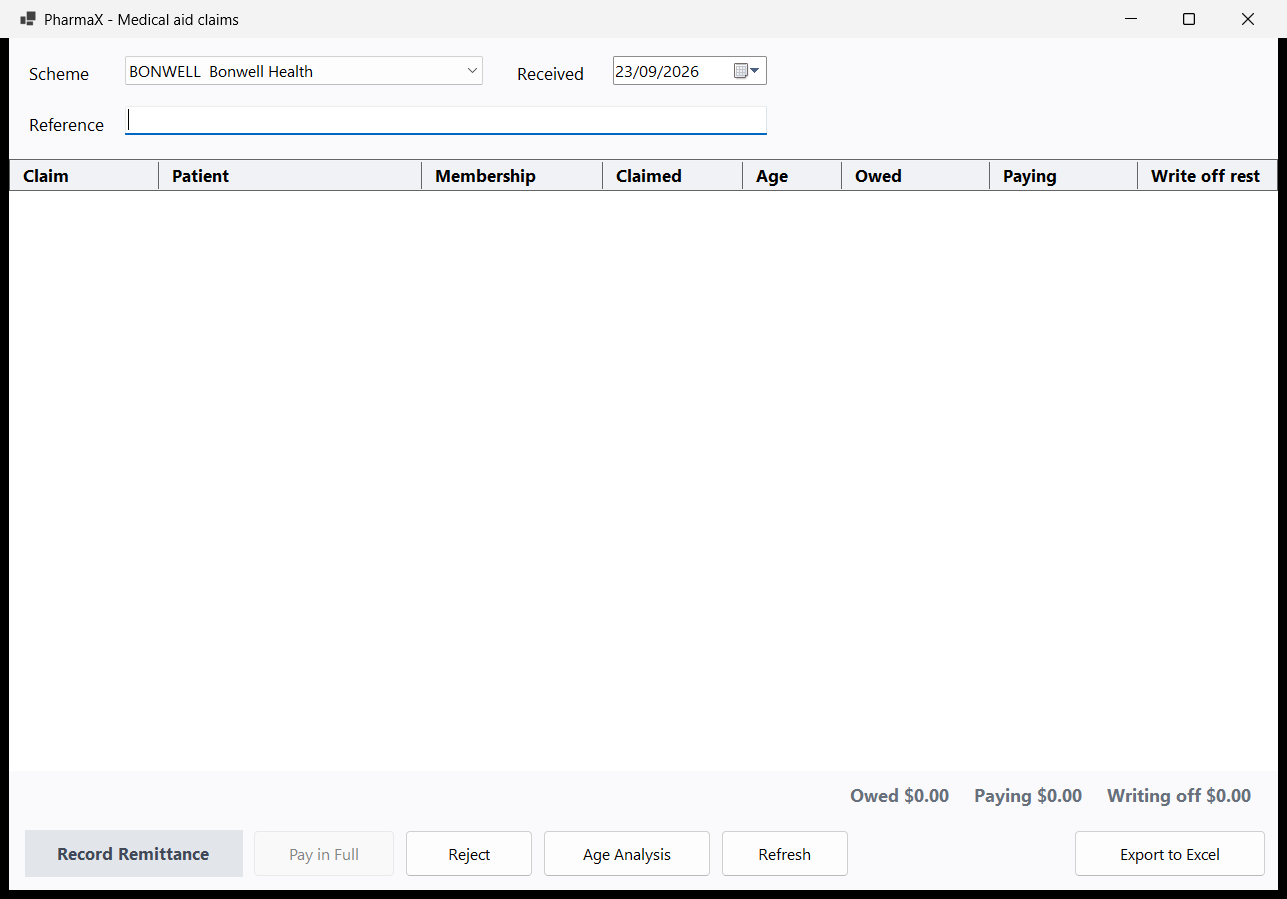 PharmaX - Medical aid claims
Scheme BONWELL  Bonwell Health Received 23/09/2026
Reference
Claim Patient Membership Claimed Age Owed Paying Write off rest
Owed $0.00 Paying $0.00 Writing off $0.00
Record Remittance Pay in Full Reject Age Analysis Refresh Export to Excel